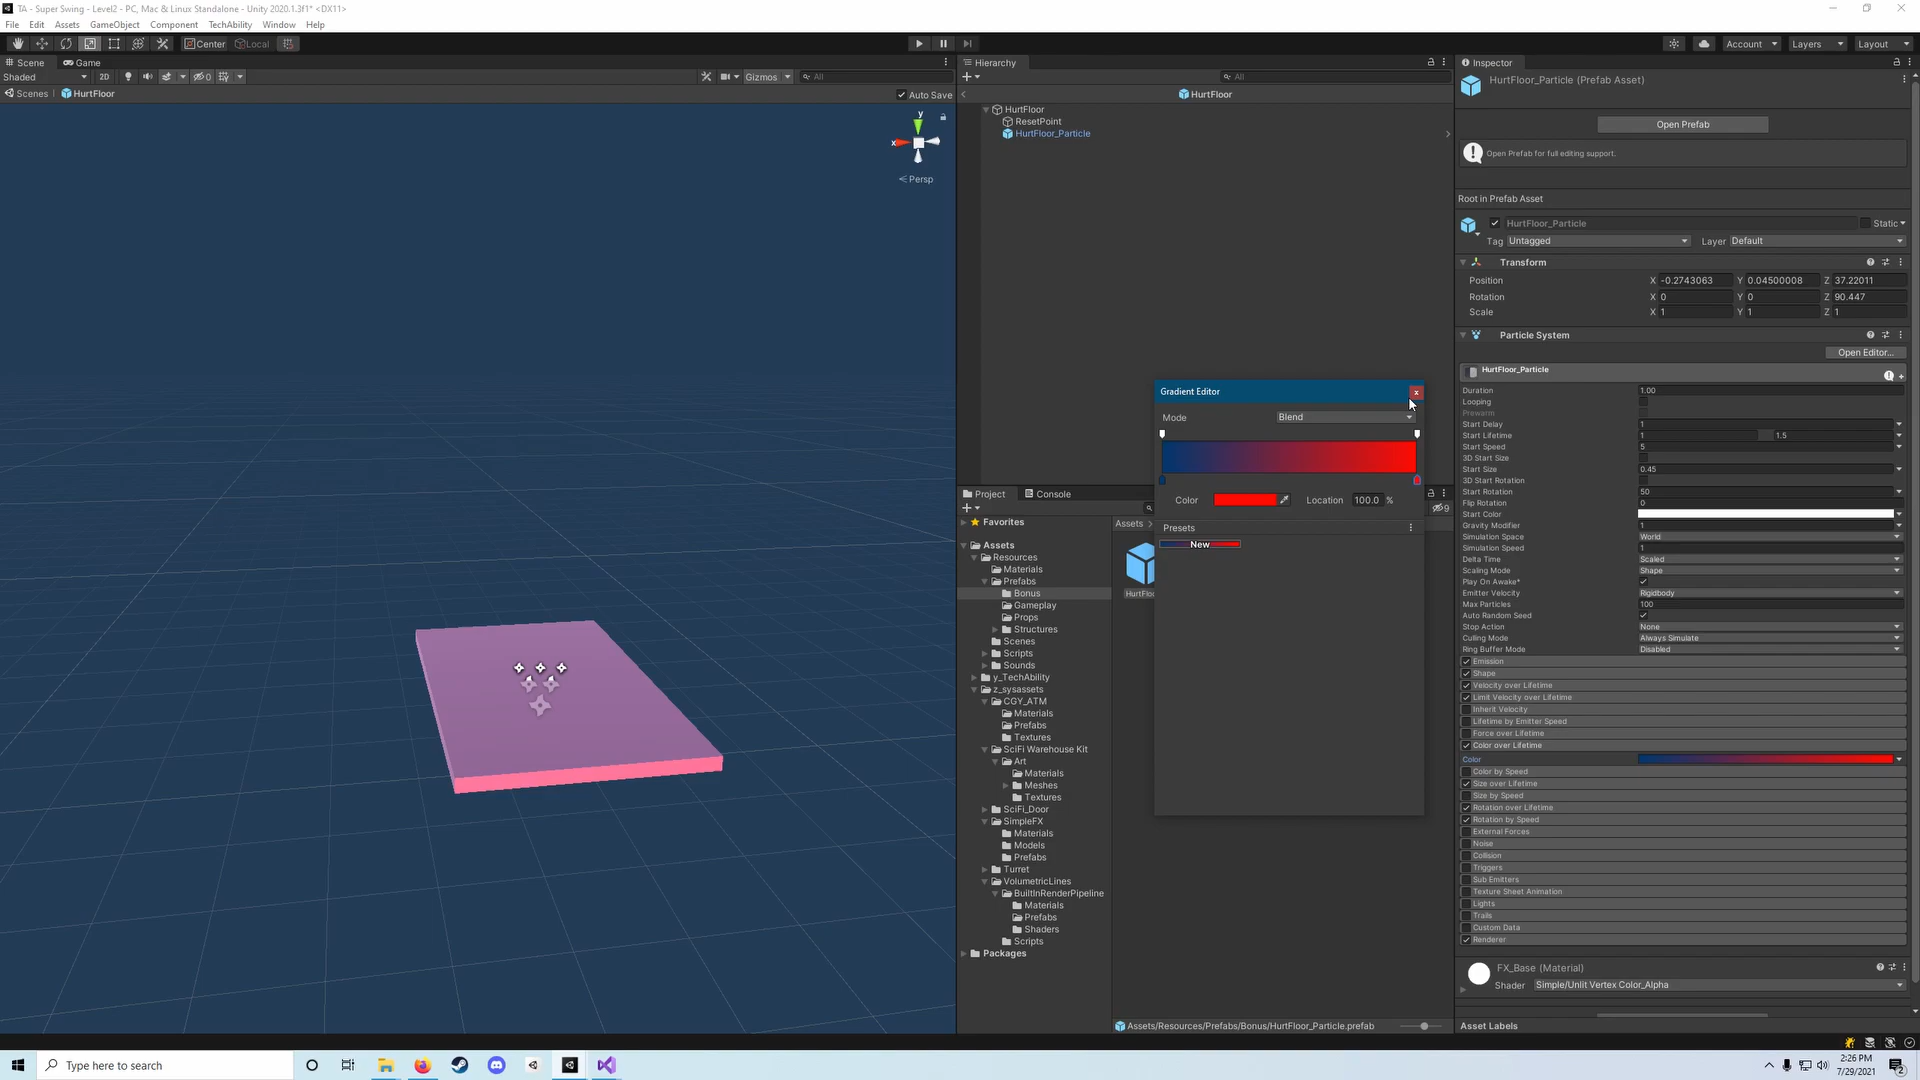 TA - Super Swing - Level2 - PC, Mac & Linux Standalone - Unity 2020.1.3f1* <DX11>
File Edit Assets GameObject Component TechAbility Window Help
Center Local Account Layers Layout
Scene Game
Shaded 2D 0 Gizmos All
Scenes HurtFloor Auto Save
y
x
Persp
Hierarchy
All
HurtFloor
HurtFloor
ResetPoint
HurtFloor_Particle
Project Console
9
Favorites
Assets
Resources
Materials
Prefabs
Bonus
Gameplay
Props
Structures
Scenes
Scripts
Sounds
y_TechAbility
z_sysassets
CGY_ATM
Materials
Prefabs
Textures
SciFi Warehouse Kit
Art
Materials
Meshes
Textures
SciFi_Door
SimpleFX
Materials
Models
Prefabs
Turret
VolumetricLines
BuiltInRenderPipeline
Materials
Prefabs
Shaders
Scripts
Packages
Assets
HurtFloo
Assets/Resources/Prefabs/Bonus/HurtFloor_Particle.prefab
Gradient Editor
Mode Blend
Color Location 100.0 %
Presets
New
Inspector
HurtFloor_Particle (Prefab Asset)
Open Prefab
Open Prefab for full editing support.
Root in Prefab Asset
HurtFloor_Particle Static
Tag Untagged Layer Default
Transform
Position X -0.2743063 Y 0.04500008 Z 37.22011
Rotation X 0 Y 0 Z 90.447
Scale X 1 Y 1 Z 1
Particle System
Open Editor...
HurtFloor_Particle
Duration 1.00
Looping
Prewarm
Start Delay 1
Start Lifetime 1 1.5
Start Speed 5
3D Start Size
Start Size 0.45
3D Start Rotation
Start Rotation 50
Flip Rotation 0
Start Color
Gravity Modifier 1
Simulation Space World
Simulation Speed 1
Delta Time Scaled
Scaling Mode Shape
Play On Awake*
Emitter Velocity Rigidbody
Max Particles 100
Auto Random Seed
Stop Action None
Culling Mode Always Simulate
Ring Buffer Mode Disabled
Emission
Shape
Velocity over Lifetime
Limit Velocity over Lifetime
Inherit Velocity
Lifetime by Emitter Speed
Force over Lifetime
Color over Lifetime
Color
Color by Speed
Size over Lifetime
Size by Speed
Rotation over Lifetime
Rotation by Speed
External Forces
Noise
Collision
Triggers
Sub Emitters
Texture Sheet Animation
Lights
Trails
Custom Data
Renderer
FX_Base (Material)
Shader Simple/Unlit Vertex Color_Alpha
Asset Labels
Type here to search
2:26 PM
7/29/2021
2